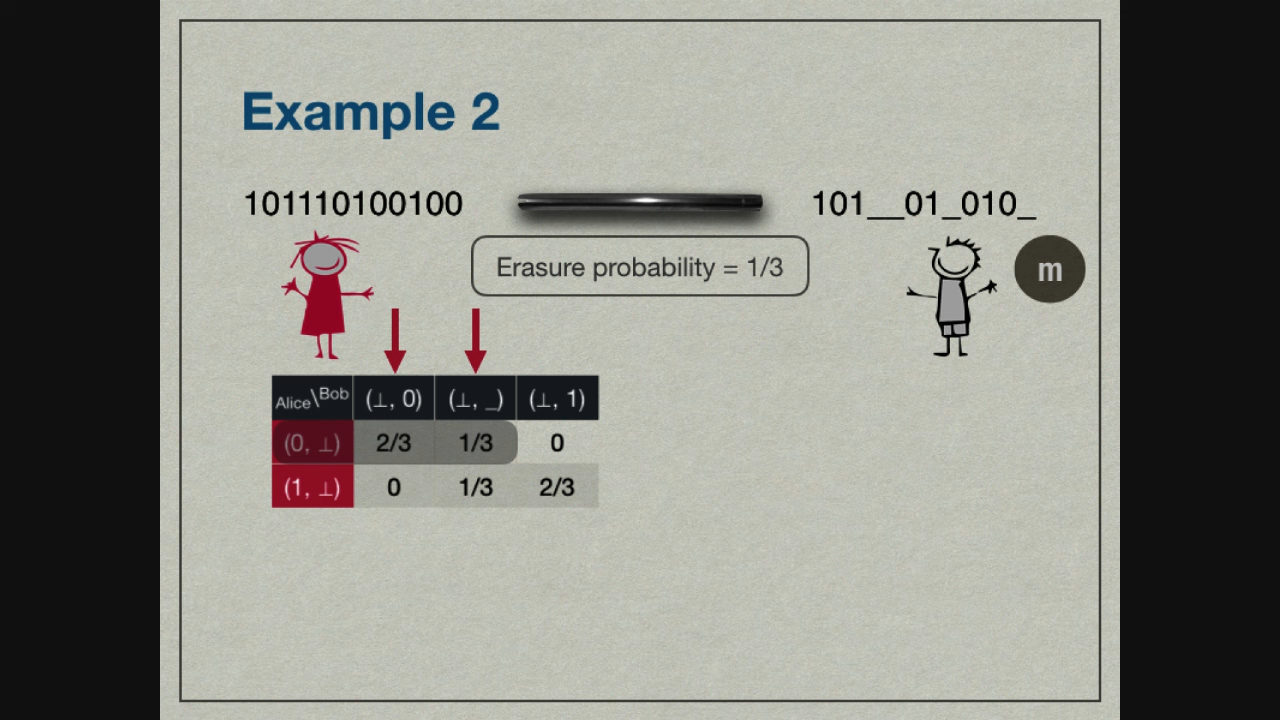 Example 2
101110100100 101__01_010_
Erasure probability = 1/3
m
Alice\Bob (⊥, 0) (⊥, _) (⊥, 1)
(0, ⊥) 2/3 1/3 0
(1, ⊥) 0 1/3 2/3